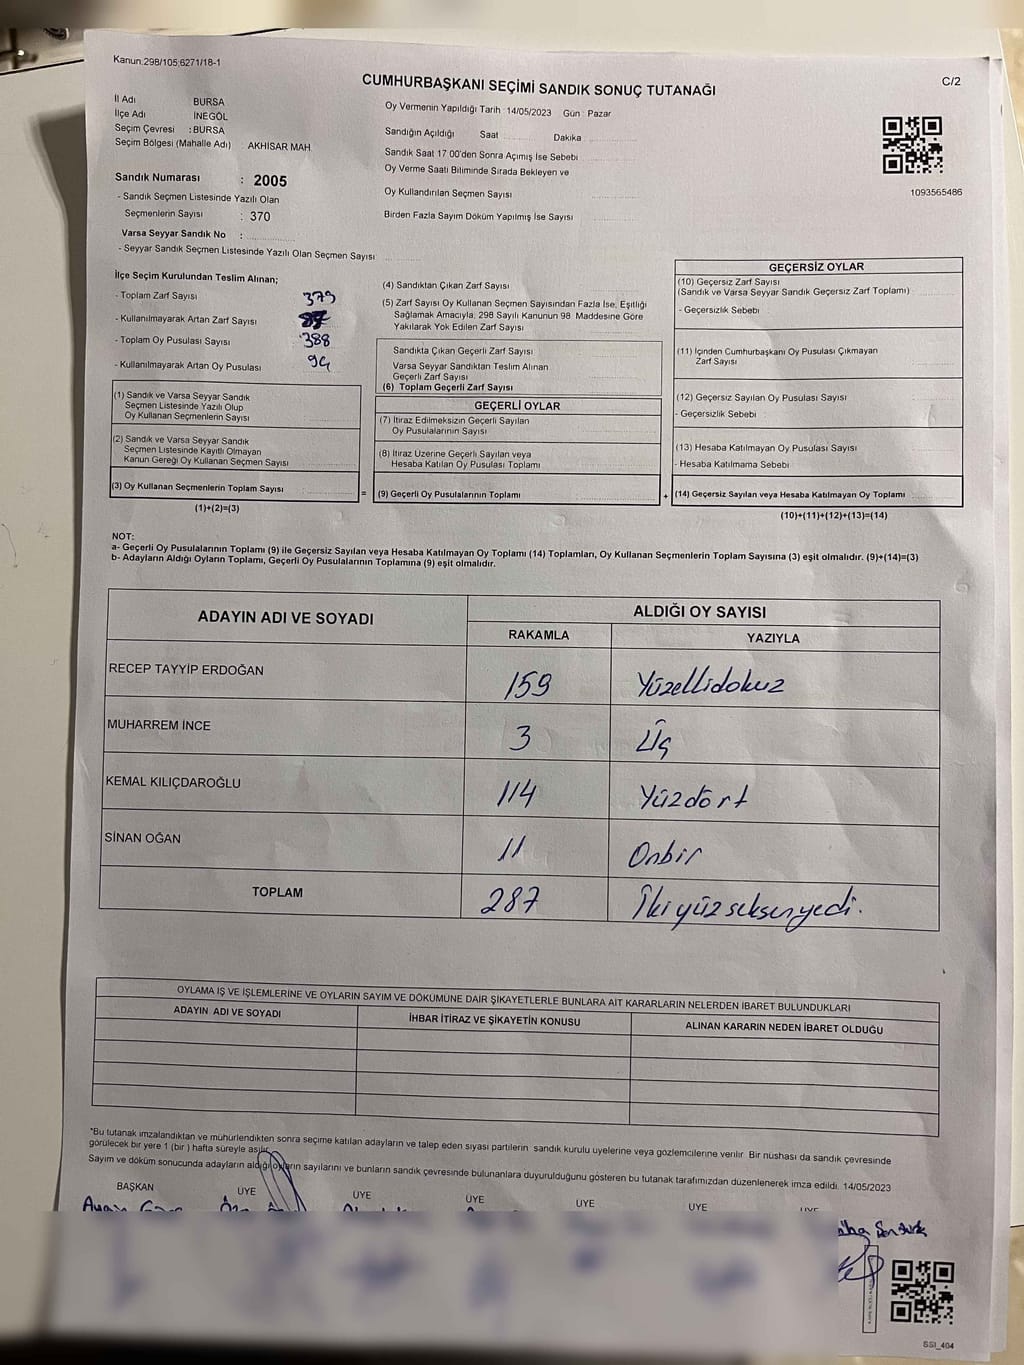 Kanun.298/105;6271/18-1
CUMHURBAŞKANI SEÇİMİ SANDIK SONUÇ TUTANAĞI
C/2
İl Adı BURSA
İlçe Adı İNEGÖL
Seçim Çevresi : BURSA
Seçim Bölgesi (Mahalle Adı) : AKHİSAR MAH.
Sandık Numarası : 2005
- Sandık Seçmen Listesinde Yazılı Olan
Seçmenlerin Sayısı : 370
Varsa Seyyar Sandık No :
- Seyyar Sandık Seçmen Listesinde Yazılı Olan Seçmen Sayısı
Oy Vermenin Yapıldığı Tarih 14/05/2023 Gün : Pazar
Sandığın Açıldığı Saat Dakika
Sandık Saat 17 00'den Sonra Açımış İse Sebebi
Oy Verme Saati Bitiminde Sırada Bekleyen ve
Oy Kullandırılan Seçmen Sayısı
Birden Fazla Sayım Döküm Yapılmış İse Sayısı
1093565486
İlçe Seçim Kurulundan Teslim Alınan;
- Toplam Zarf Sayısı 379
- Kullanılmayarak Artan Zarf Sayısı
- Toplam Oy Pusulası Sayısı 388
- Kullanılmayarak Artan Oy Pusulası 94
(1) Sandık ve Varsa Seyyar Sandık
Seçmen Listesinde Yazılı Olup
Oy Kullanan Seçmenlerin Sayısı
(2) Sandık ve Varsa Seyyar Sandık
Seçmen Listesinde Kayıtlı Olmayan
Kanun Gereği Oy Kullanan Seçmen Sayısı
(3) Oy Kullanan Seçmenlerin Toplam Sayısı
(1)+(2)=(3)
(4) Sandıktan Çıkan Zarf Sayısı
(5) Zarf Sayısı Oy Kullanan Seçmen Sayısından Fazla İse; Eşitliği
Sağlamak Amacıyla, 298 Sayılı Kanunun 98. Maddesine Göre
Yakılarak Yok Edilen Zarf Sayısı
Sandıkta Çıkan Geçerli Zarf Sayısı
Varsa Seyyar Sandıktan Teslim Alınan
Geçerli Zarf Sayısı
(6) Toplam Geçerli Zarf Sayısı
GEÇERLİ OYLAR
(7) İtiraz Edilmeksizin Geçerli Sayılan
Oy Pusulalarının Sayısı
(8) İtiraz Üzerine Geçerli Sayılan veya
Hesaba Katılan Oy Pusulası Toplamı
= (9) Geçerli Oy Pusulalarının Toplamı
GEÇERSİZ OYLAR
(10) Geçersiz Zarf Sayısı
(Sandık ve Varsa Seyyar Sandık Geçersiz Zarf Toplamı)
- Geçersizlik Sebebi
(11) İçinden Cumhurbaşkanı Oy Pusulası Çıkmayan
Zarf Sayısı
(12) Geçersiz Sayılan Oy Pusulası Sayısı
- Geçersizlik Sebebi
(13) Hesaba Katılmayan Oy Pusulası Sayısı
- Hesaba Katılmama Sebebi
+ (14) Geçersiz Sayılan veya Hesaba Katılmayan Oy Toplamı
(10)+(11)+(12)+(13)=(14)
NOT:
a- Geçerli Oy Pusulalarının Toplamı (9) ile Geçersiz Sayılan veya Hesaba Katılmayan Oy Toplamı (14) Toplamları, Oy Kullanan Seçmenlerin Toplam Sayısına (3) eşit olmalıdır. (9)+(14)=(3)
b- Adayların Aldığı Oyların Toplamı, Geçerli Oy Pusulalarının Toplamına (9) eşit olmalıdır.
ADAYIN ADI VE SOYADI ALDIĞI OY SAYISI
RAKAMLA YAZIYLA
RECEP TAYYİP ERDOĞAN 159 Yüzellidokuz
MUHARREM İNCE 3 Üç
KEMAL KILIÇDAROĞLU 114 Yüzdört
SİNAN OĞAN 11 Onbir
TOPLAM 287 İkiyüzseksenyedi.
OYLAMA İŞ VE İŞLEMLERİNE VE OYLARIN SAYIM VE DÖKÜMÜNE DAİR ŞİKAYETLERLE BUNLARA AİT KARARLARIN NELERDEN İBARET BULUNDUKLARI
ADAYIN ADI VE SOYADI İHBAR İTİRAZ VE ŞİKAYETİN KONUSU ALINAN KARARIN NEDEN İBARET OLDUĞU
*Bu tutanak imzalandıktan ve mühürlendikten sonra seçime katılan adayların ve talep eden siyasi partilerin sandık kurulu üyelerine veya gözlemcilerine verilir. Bir nüshası da sandık çevresinde
görülecek bir yere 1 (bir ) hafta süreyle asılır.
Sayım ve döküm sonucunda adayların aldığı oyların sayılarını ve bunların sandık çevresinde bulunanlara duyurulduğunu gösteren bu tutanak tarafımızdan düzenlenerek imza edildi. 14/05/2023
BAŞKAN ÜYE ÜYE ÜYE ÜYE ÜYE ÜYE
Şentürk
SSI_404